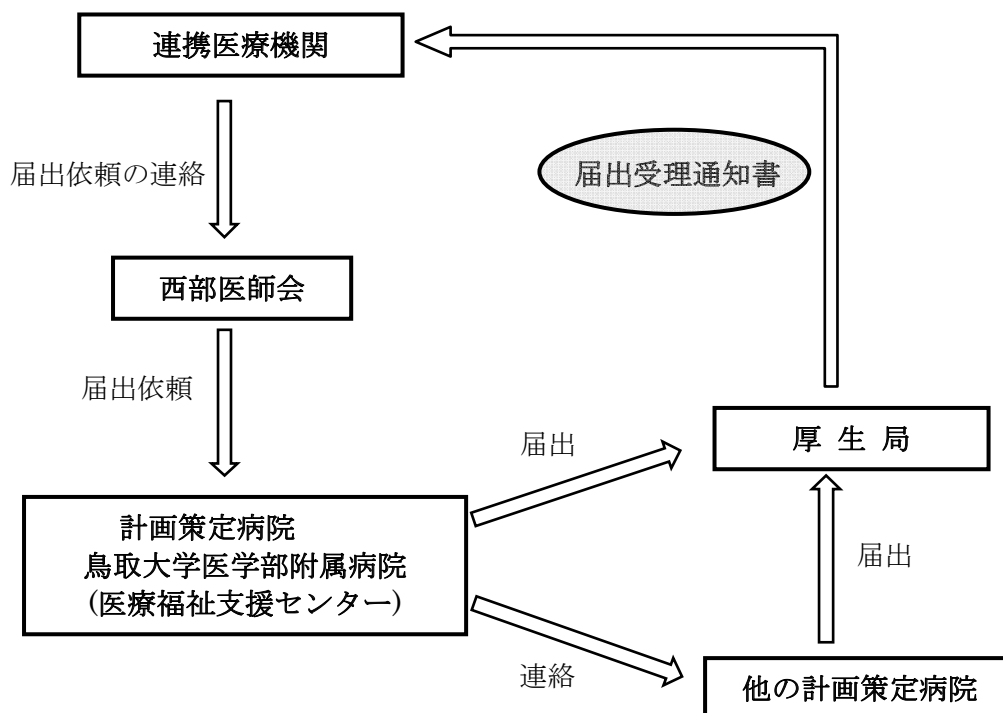 連携医療機関
届出依頼の連絡
届出受理通知書
西部医師会
届出依頼
届出
厚 生 局
計画策定病院
鳥取大学医学部附属病院
(医療福祉支援センター)
届出
連絡
他の計画策定病院